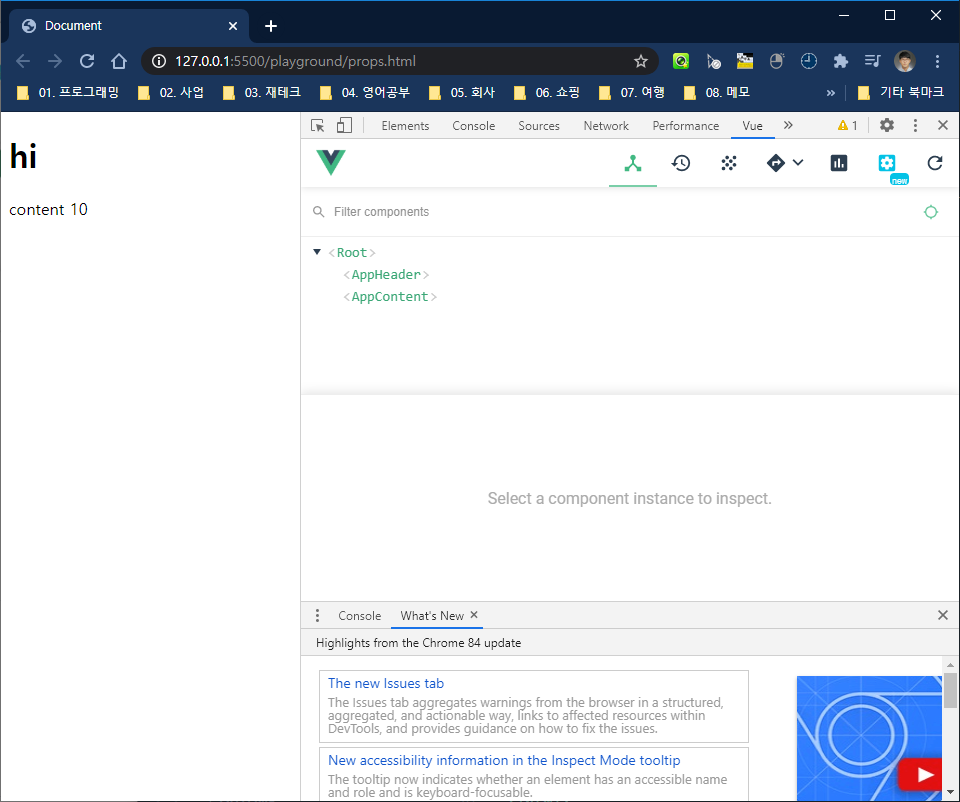 Document
127.0.0.1:5500/playground/props.html
01. 프로그래밍 02. 사업 03. 재테크 04. 영어공부 05. 회사 06. 쇼핑 07. 여행 08. 메모 » 기타 북마크
hi
content 10
Elements Console Sources Network Performance Vue » 1
new
Filter components
<Root>
<AppHeader>
<AppContent>
Select a component instance to inspect.
Console What's New
Highlights from the Chrome 84 update
The new Issues tab
The Issues tab aggregates warnings from the browser in a structured,
aggregated, and actionable way, links to affected resources within
DevTools, and provides guidance on how to fix the issues.
New accessibility information in the Inspect Mode tooltip
The tooltip now indicates whether an element has an accessible name
and role and is keyboard-focusable.